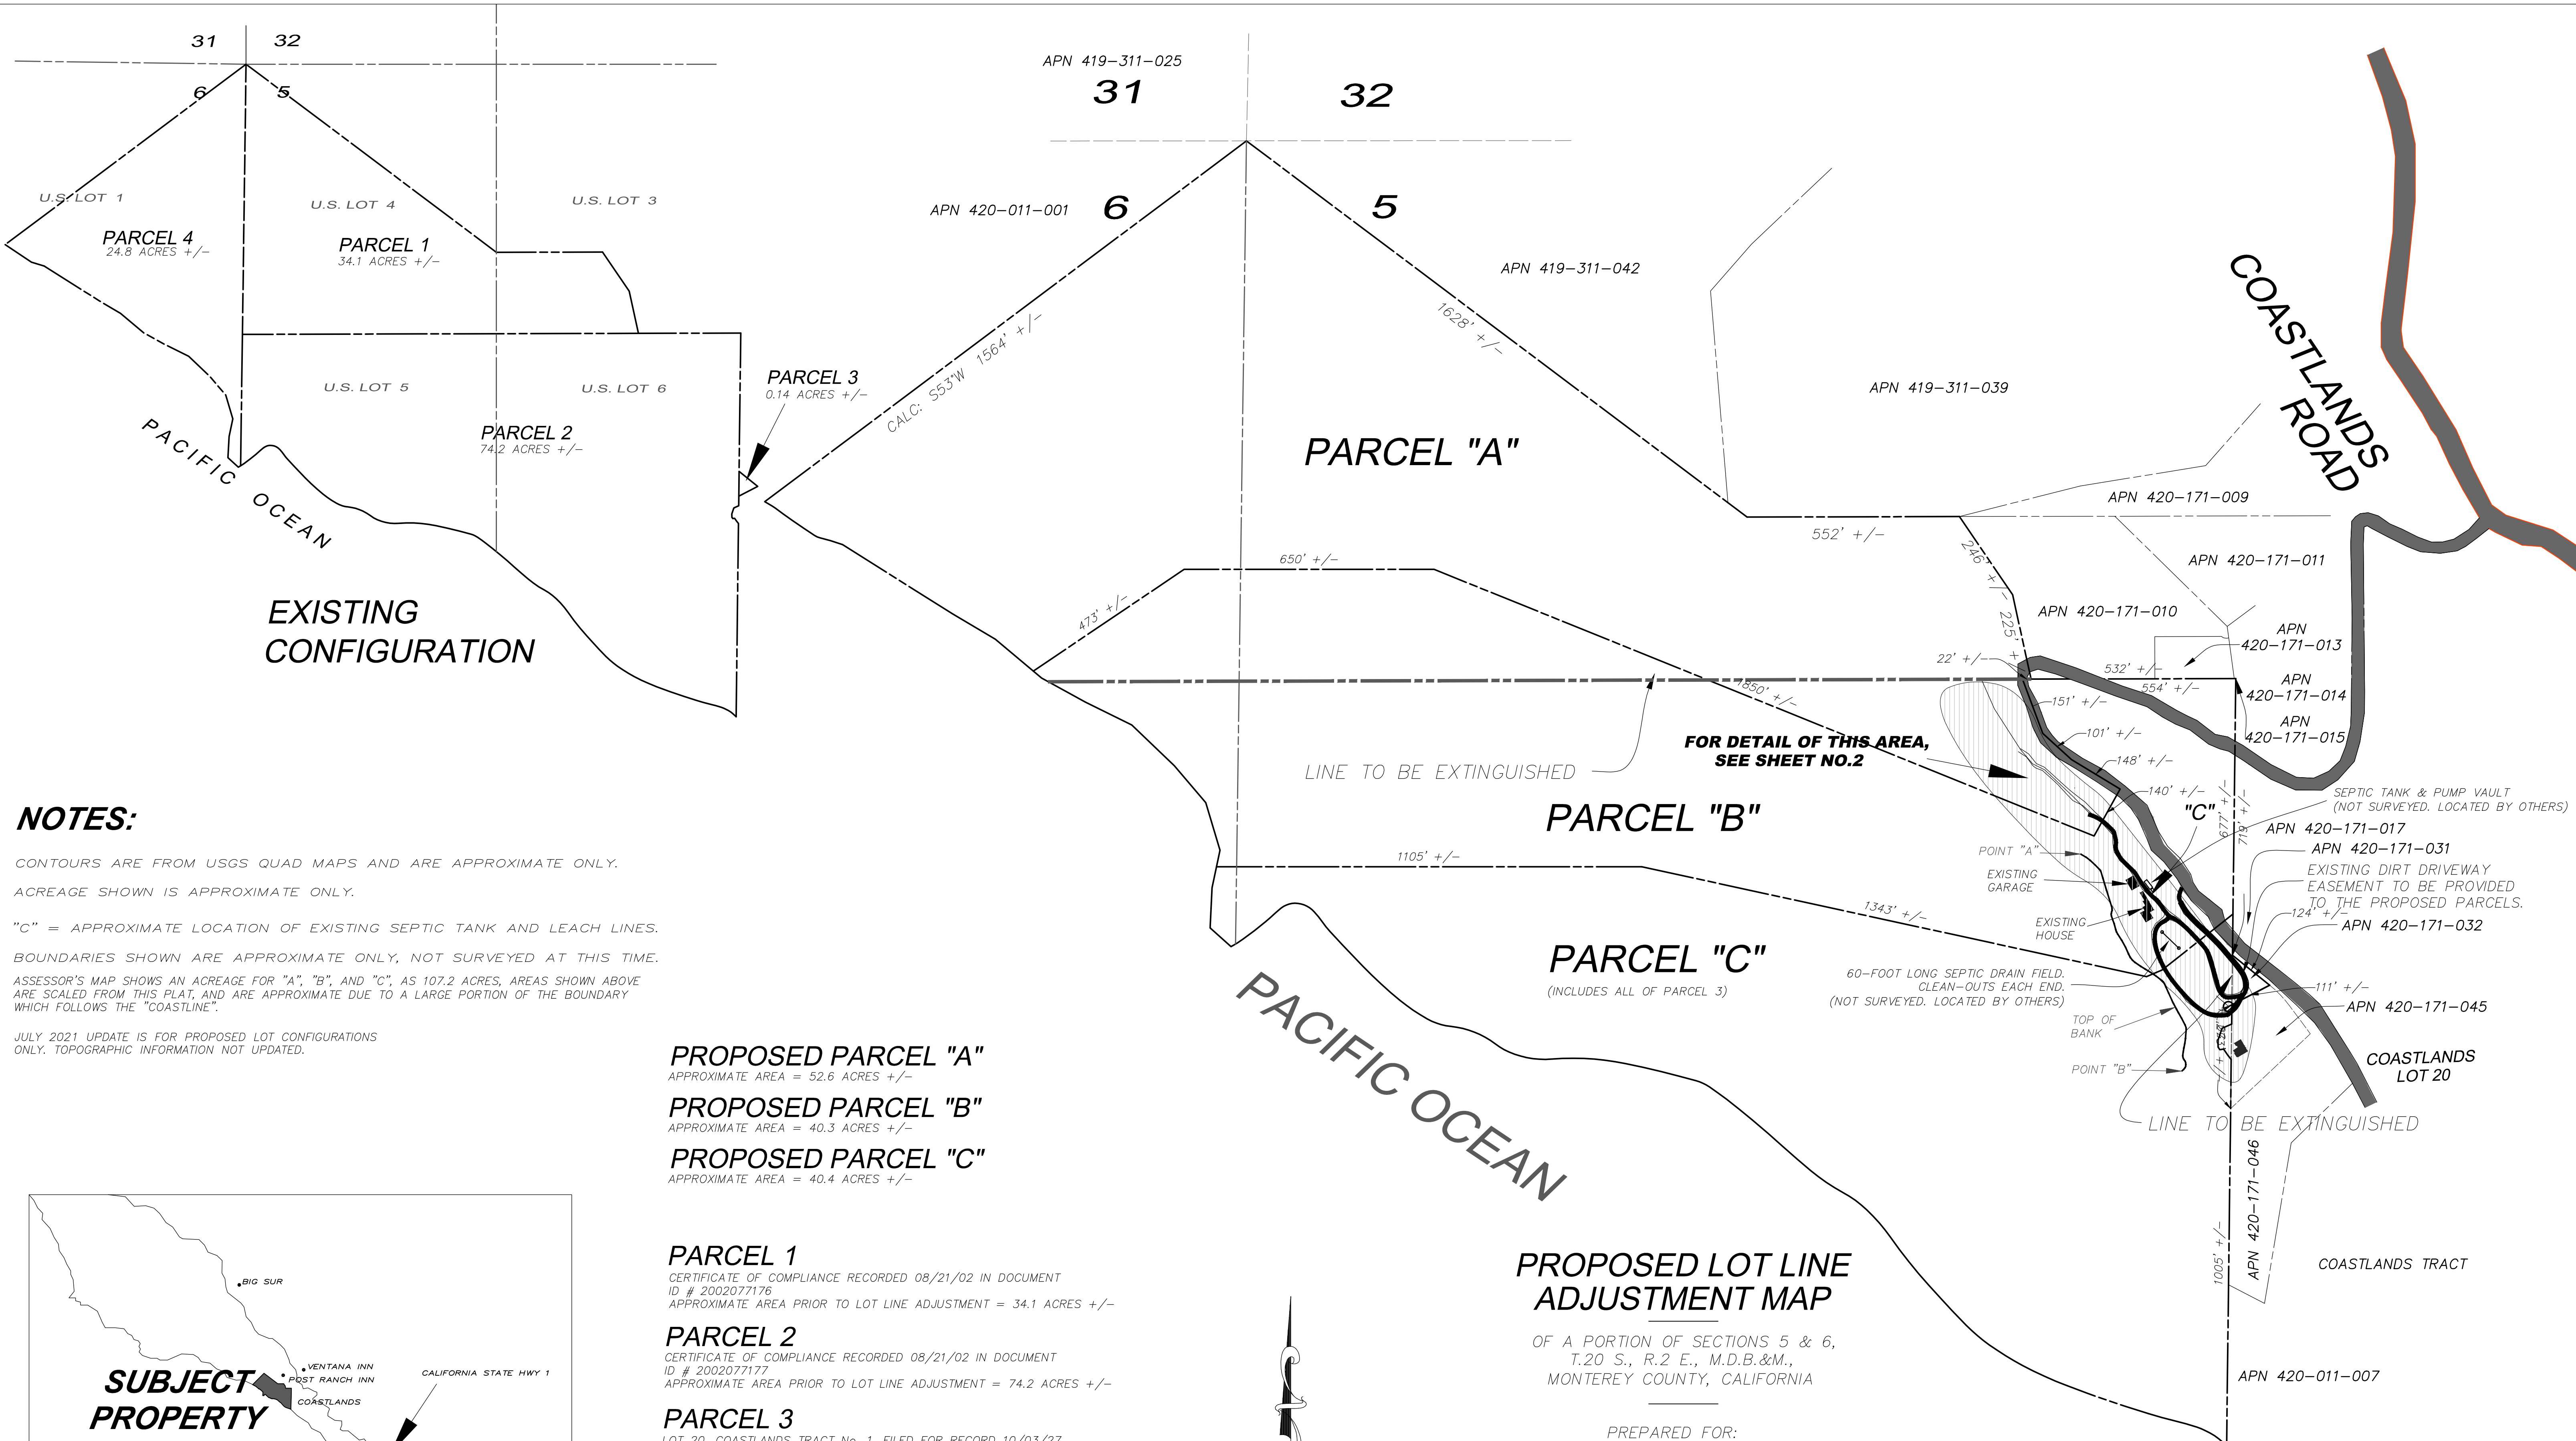 31
32
6
5
U.S. LOT 1
U.S. LOT 4
U.S. LOT 3
PARCEL 4
24.8 ACRES +/-
PARCEL 1
34.1 ACRES +/-
U.S. LOT 5
U.S. LOT 6
PARCEL 3
0.14 ACRES +/-
PARCEL 2
74.2 ACRES +/-
PACIFIC OCEAN
EXISTING
CONFIGURATION
APN 419-311-025
31
32
APN 420-011-001
6
5
APN 419-311-042
CALC: S53°W 1564' +/-
1628' +/-
APN 419-311-039
COASTLANDS
ROAD
PARCEL "A"
APN 420-171-009
552' +/-
246' +/-
225' +
APN 420-171-011
650' +/-
473' +/-
APN 420-171-010
APN
420-171-013
22' +/-
532' +/-
554' +/-
APN
420-171-014
APN
420-171-015
1850' +/-
151' +/-
101' +/-
148' +/-
140' +/-
FOR DETAIL OF THIS AREA,
SEE SHEET NO.2
LINE TO BE EXTINGUISHED
PARCEL "B"
"C"
677' +/-
719' +/-
SEPTIC TANK & PUMP VAULT
(NOT SURVEYED. LOCATED BY OTHERS)
APN 420-171-017
APN 420-171-031
EXISTING DIRT DRIVEWAY
EASEMENT TO BE PROVIDED
TO THE PROPOSED PARCELS.
124' +/-
APN 420-171-032
POINT "A"
EXISTING
GARAGE
EXISTING
HOUSE
1105' +/-
1343' +/-
PARCEL "C"
(INCLUDES ALL OF PARCEL 3)
60-FOOT LONG SEPTIC DRAIN FIELD.
CLEAN-OUTS EACH END.
(NOT SURVEYED. LOCATED BY OTHERS)
111' +/-
APN 420-171-045
TOP OF
BANK
POINT "B"
COASTLANDS
LOT 20
LINE TO BE EXTINGUISHED
PACIFIC OCEAN
APN 420-171-046
1005' +/-
COASTLANDS TRACT
APN 420-011-007
NOTES:
CONTOURS ARE FROM USGS QUAD MAPS AND ARE APPROXIMATE ONLY.
ACREAGE SHOWN IS APPROXIMATE ONLY.
"C" = APPROXIMATE LOCATION OF EXISTING SEPTIC TANK AND LEACH LINES.
BOUNDARIES SHOWN ARE APPROXIMATE ONLY, NOT SURVEYED AT THIS TIME.
ASSESSOR'S MAP SHOWS AN ACREAGE FOR "A", "B", AND "C", AS 107.2 ACRES, AREAS SHOWN ABOVE
ARE SCALED FROM THIS PLAT, AND ARE APPROXIMATE DUE TO A LARGE PORTION OF THE BOUNDARY
WHICH FOLLOWS THE "COASTLINE".
JULY 2021 UPDATE IS FOR PROPOSED LOT CONFIGURATIONS
ONLY. TOPOGRAPHIC INFORMATION NOT UPDATED.
PROPOSED PARCEL "A"
APPROXIMATE AREA = 52.6 ACRES +/-
PROPOSED PARCEL "B"
APPROXIMATE AREA = 40.3 ACRES +/-
PROPOSED PARCEL "C"
APPROXIMATE AREA = 40.4 ACRES +/-
PARCEL 1
CERTIFICATE OF COMPLIANCE RECORDED 08/21/02 IN DOCUMENT
ID # 2002077176
APPROXIMATE AREA PRIOR TO LOT LINE ADJUSTMENT = 34.1 ACRES +/-
PARCEL 2
CERTIFICATE OF COMPLIANCE RECORDED 08/21/02 IN DOCUMENT
ID # 2002077177
APPROXIMATE AREA PRIOR TO LOT LINE ADJUSTMENT = 74.2 ACRES +/-
PARCEL 3
LOT 20, COASTLANDS TRACT No. 1, FILED FOR RECORD 10/03/27
BIG SUR
VENTANA INN
POST RANCH INN
COASTLANDS
CALIFORNIA STATE HWY 1
SUBJECT
PROPERTY
PROPOSED LOT LINE
ADJUSTMENT MAP
OF A PORTION OF SECTIONS 5 & 6,
T.20 S., R.2 E., M.D.B.&M.,
MONTEREY COUNTY, CALIFORNIA
PREPARED FOR: